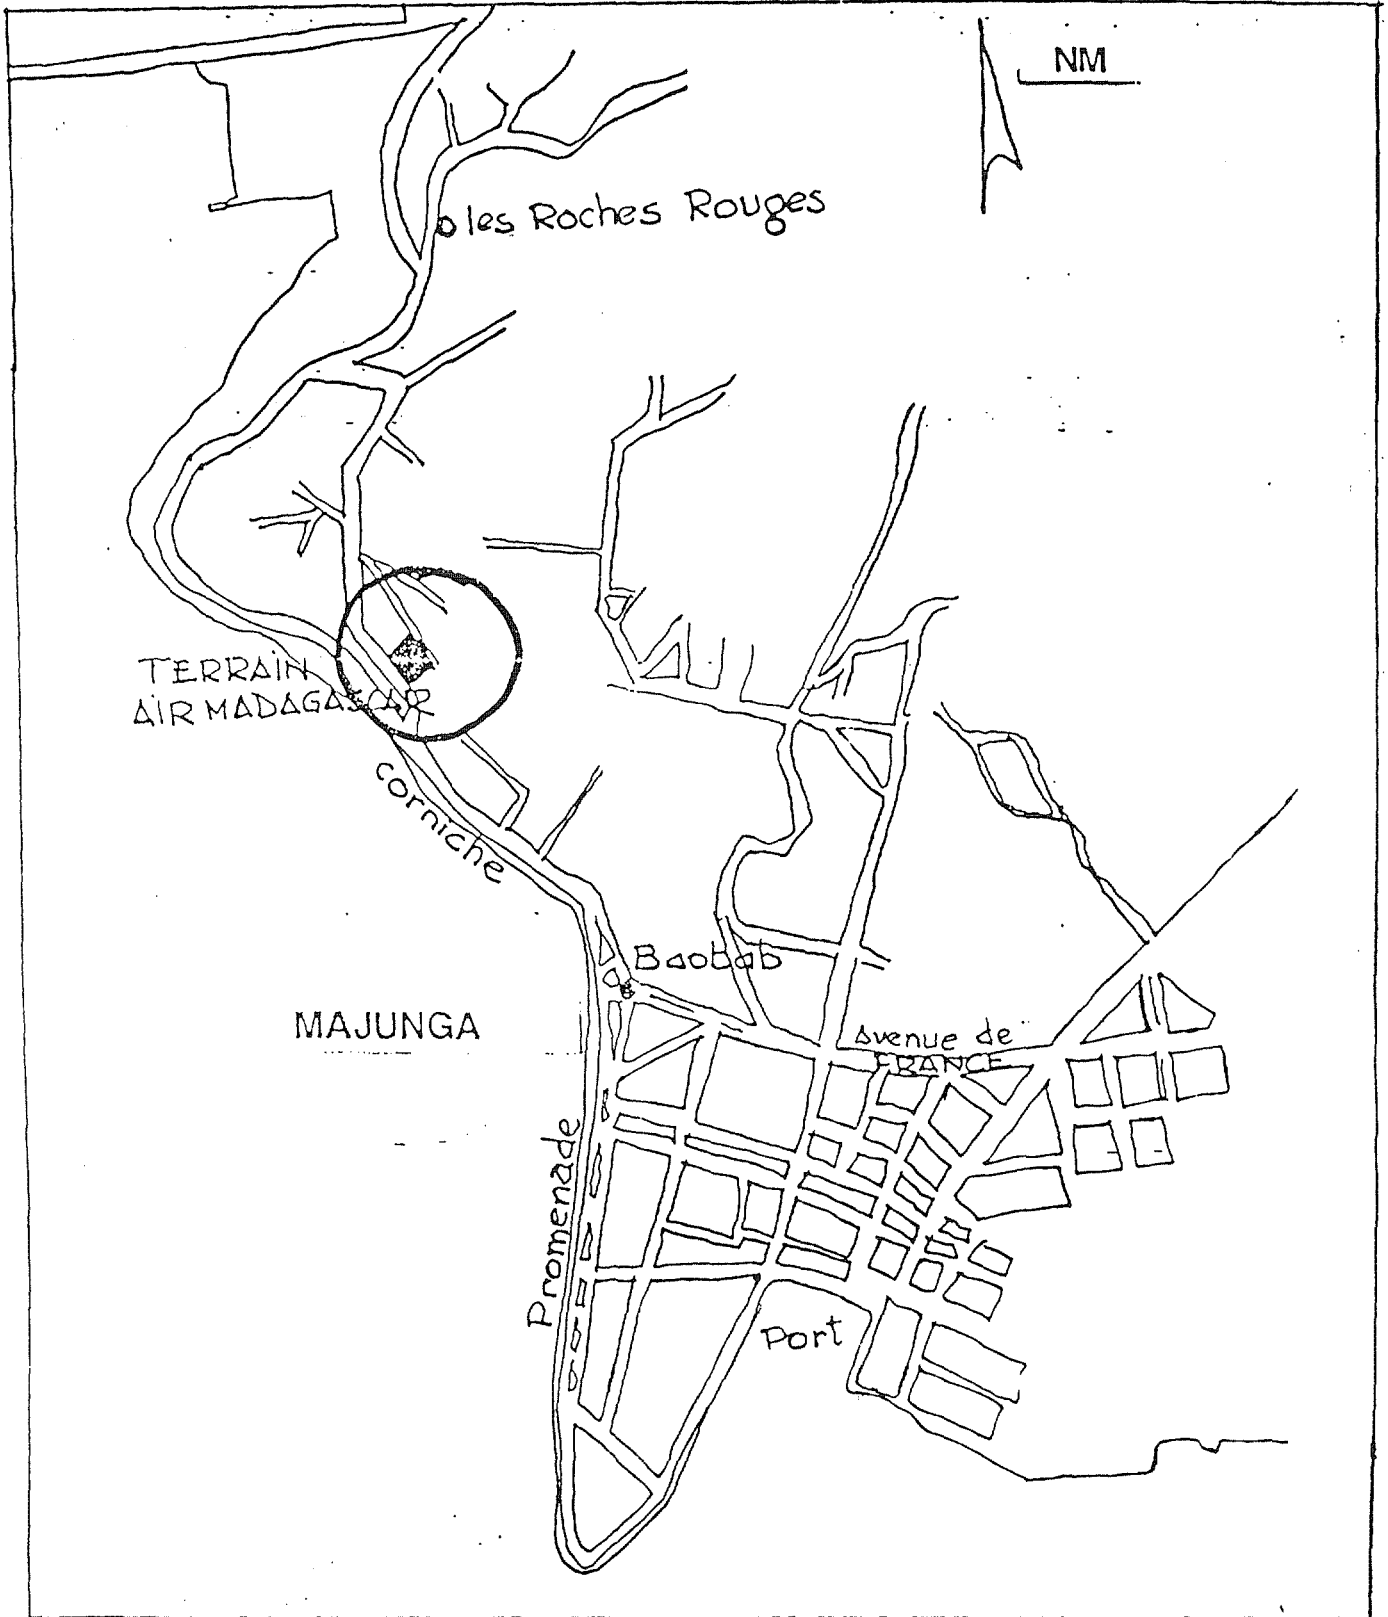 NM
les Roches Rouges
TERRAIN
AIR MADAGASCAR
corniche
Baobab
MAJUNGA
Avenue de
FRANCE
Promenade
Port